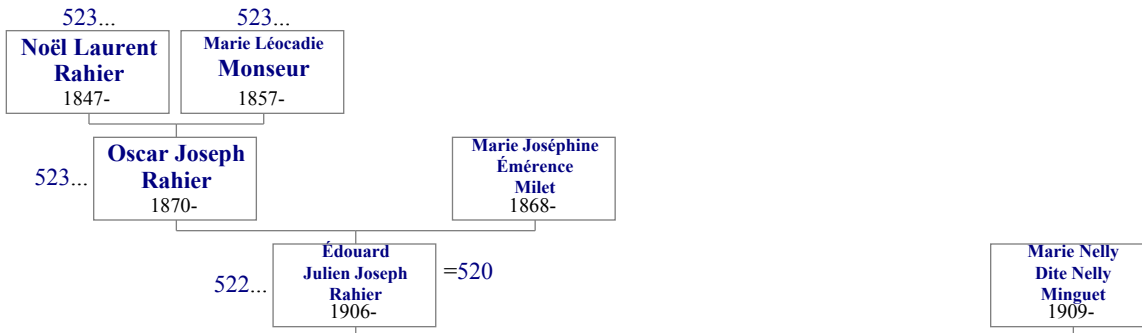 523...
523...
Noël Laurent
Rahier
1847-
Marie Léocadie
Monseur
1857-
523...
Oscar Joseph
Rahier
1870-
Marie Joséphine
Émérence
Milet
1868-
522...
Édouard
Julien Joseph
Rahier
1906-
=520
Marie Nelly
Dite Nelly
Minguet
1909-